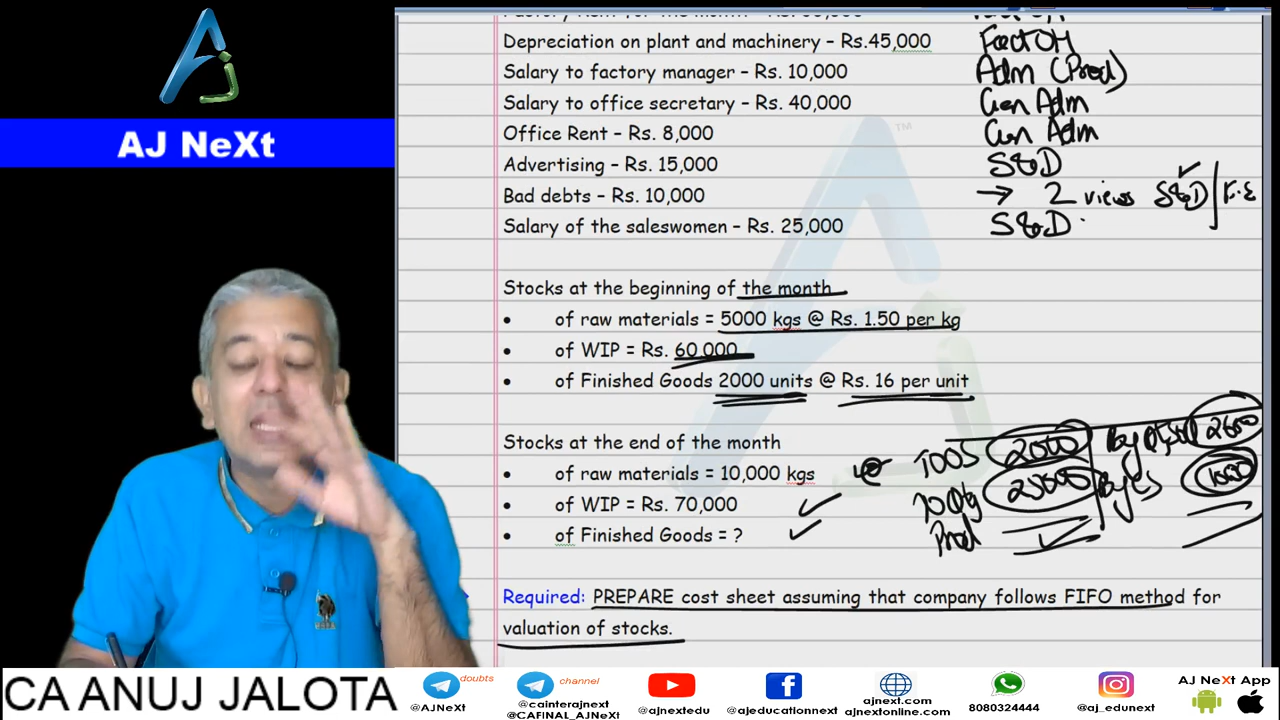 Depreciation on plant and machinery – Rs.45,000 Fact OH
Salary to factory manager – Rs. 10,000 Adm (Prod)
Salary to office secretary – Rs. 40,000 Gen Adm
Office Rent – Rs. 8,000 Gen Adm
Advertising – Rs. 15,000 S&D
Bad debts – Rs. 10,000 → 2 views S&D
Salary of the saleswomen – Rs. 25,000 S&D
Stocks at the beginning of the month
• of raw materials = 5000 kgs @ Rs. 1.50 per kg
• of WIP = Rs. 60,000
• of Finished Goods 2000 units @ Rs. 16 per unit
Stocks at the end of the month
• of raw materials = 10,000 kgs
• of WIP = Rs. 70,000
• of Finished Goods = ?
Prod
Required: PREPARE cost sheet assuming that company follows FIFO method for
valuation of stocks.
AJ NeXt
TM
CA ANUJ JALOTA
doubts
@AJNeXt
channel
@cainterajnext
@CAFINAL_AJNeXt
@ajnextedu
@ajeducationnext
ajnext.com
ajnextonline.com
8080324444
@aj_edunext
AJ NeXt App